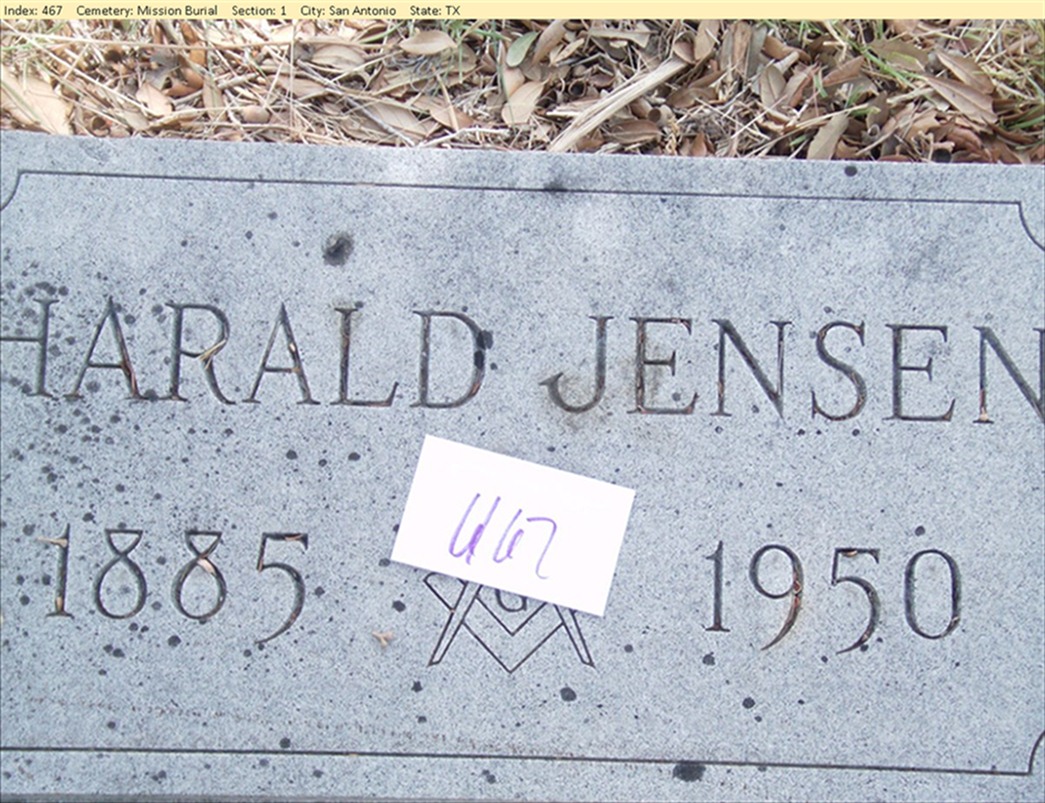 Index: 467 Cemetery: Mission Burial Section: 1 City: San Antonio State: TX
HARALD JENSEN
467
1885 G 1950